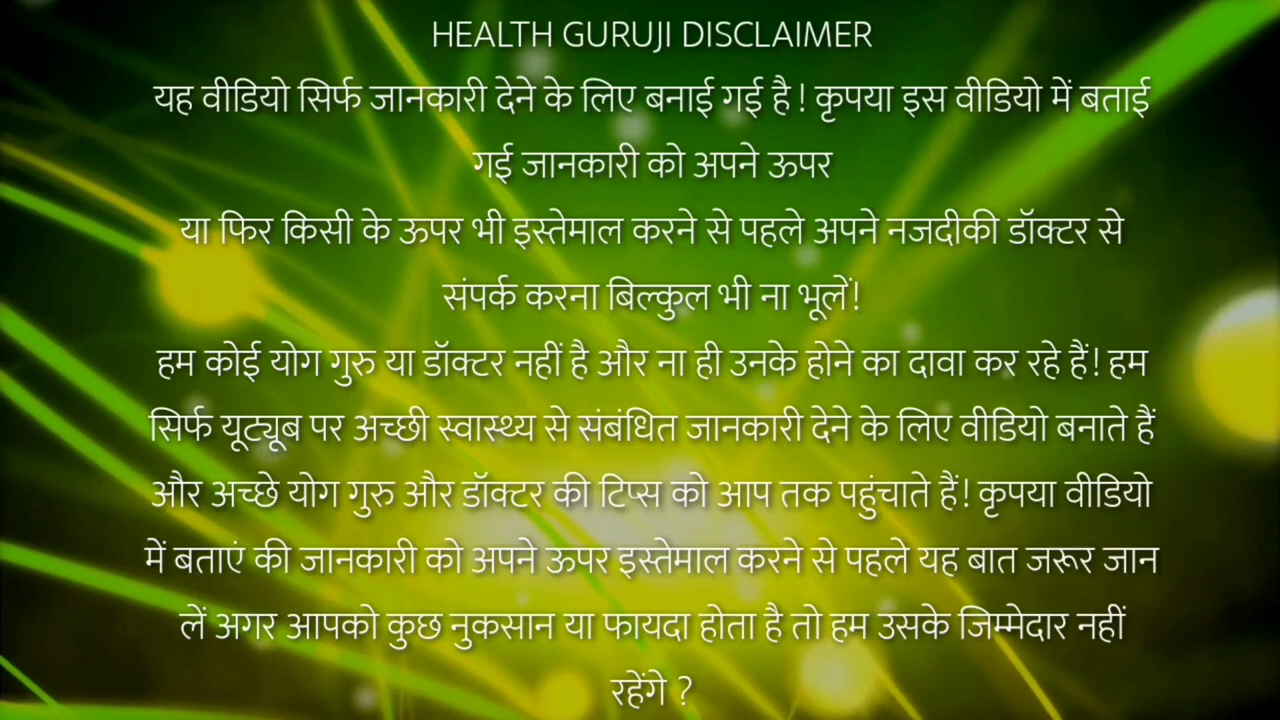 HEALTH GURUJI DISCLAIMER
यह वीडियो सिर्फ जानकारी देने के लिए बनाई गई है ! कृपया इस वीडियो में बताई
गई जानकारी को अपने ऊपर
या फिर किसी के ऊपर भी इस्तेमाल करने से पहले अपने नजदीकी डॉक्टर से
संपर्क करना बिल्कुल भी ना भूलें!
हम कोई योग गुरु या डॉक्टर नहीं है और ना ही उनके होने का दावा कर रहे हैं ! हम
सिर्फ यूट्यूब पर अच्छी स्वास्थ्य से संबंधित जानकारी देने के लिए वीडियो बनाते हैं
और अच्छे योग गुरु और डॉक्टर की टिप्स को आप तक पहुंचाते हैं ! कृपया वीडियो
में बताएं की जानकारी को अपने ऊपर इस्तेमाल करने से पहले यह बात जरूर जान
लें अगर आपको कुछ नुकसान या फायदा होता है तो हम उसके जिम्मेदार नहीं
रहेंगे ?